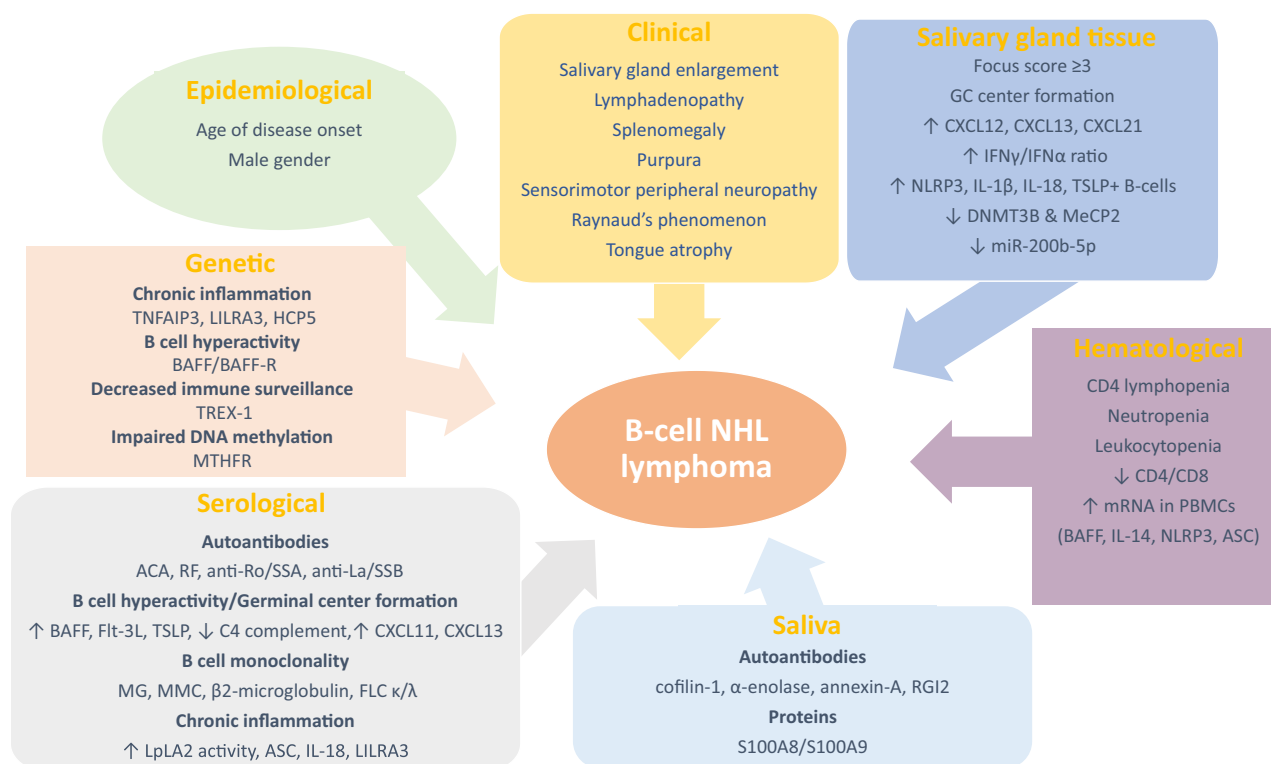 Epidemiological
Age of disease onset
Male gender
Clinical
Salivary gland enlargement
Lymphadenopathy
Splenomegaly
Purpura
Sensorimotor peripheral neuropathy
Raynaud's phenomenon
Tongue atrophy
Salivary gland tissue
Focus score ≥3
GC center formation
↑ CXCL12, CXCL13, CXCL21
↑ IFNγ/IFNα ratio
↑ NLRP3, IL-1β, IL-18, TSLP+ B-cells
↓ DNMT3B & MeCP2
↓ miR-200b-5p
Genetic
Chronic inflammation
TNFAIP3, LILRA3, HCP5
B cell hyperactivity
BAFF/BAFF-R
Decreased immune surveillance
TREX-1
Impaired DNA methylation
MTHFR
B-cell NHL
lymphoma
Hematological
CD4 lymphopenia
Neutropenia
Leukocytopenia
↓ CD4/CD8
↑ mRNA in PBMCs
(BAFF, IL-14, NLRP3, ASC)
Serological
Autoantibodies
ACA, RF, anti-Ro/SSA, anti-La/SSB
B cell hyperactivity/Germinal center formation
↑ BAFF, Flt-3L, TSLP, ↓ C4 complement, ↑ CXCL11, CXCL13
B cell monoclonality
MG, MMC, β2-microglobulin, FLC κ/λ
Chronic inflammation
↑ LpLA2 activity, ASC, IL-18, LILRA3
Saliva
Autoantibodies
cofilin-1, α-enolase, annexin-A, RGI2
Proteins
S100A8/S100A9